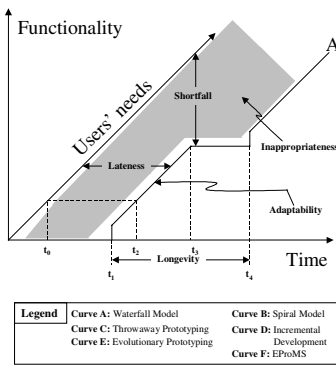 Functionality
A
Users' needs
Shortfall
Inappropriateness
Lateness
Adaptability
t0
t2
t3
Time
Longevity
t1
t4
Legend
Curve A: Waterfall Model
Curve B: Spiral Model
Curve C: Throwaway Prototyping
Curve D: Incremental Development
Curve E: Evolutionary Prototyping
Curve F: EProMS